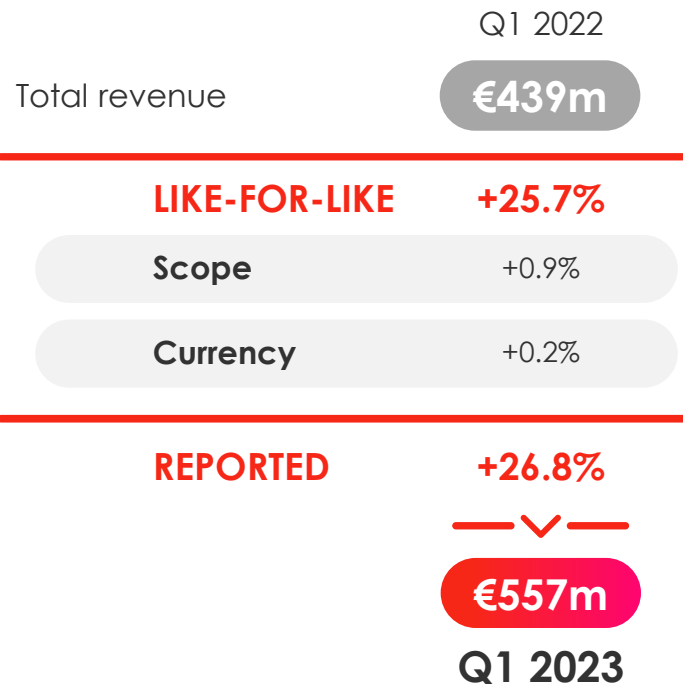 Q1 2022
Total revenue €439m
LIKE-FOR-LIKE +25.7%
Scope +0.9%
Currency +0.2%
REPORTED +26.8%
€557m
Q1 2023